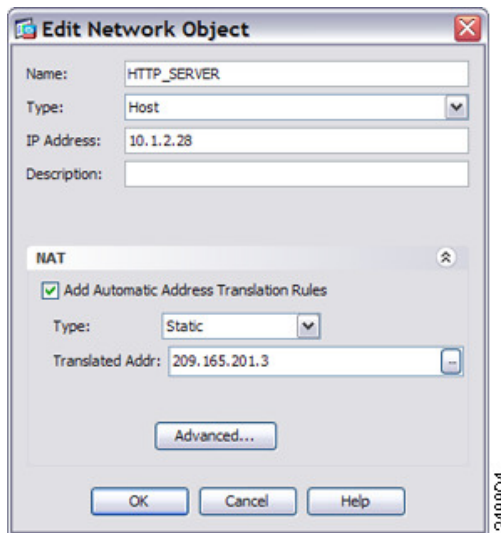 Edit Network Object
Name: HTTP_SERVER
Type: Host
IP Address: 10.1.2.28
Description:
NAT
Add Automatic Address Translation Rules
Type: Static
Translated Addr: 209.165.201.3
...
Advanced...
OK Cancel Help